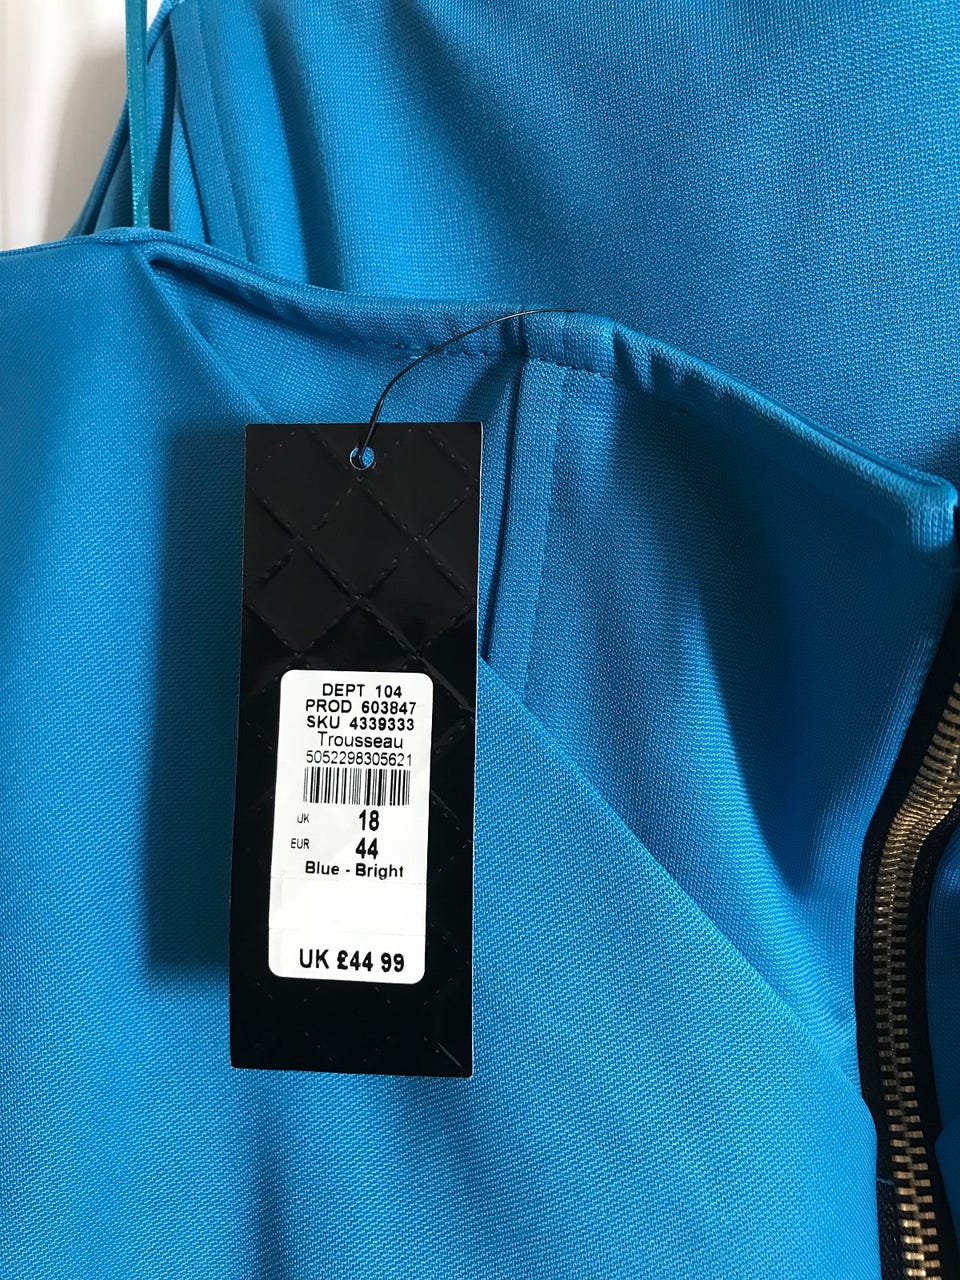 DEPT 104
PROD 603847
SKU 4339333
Trousseau
5052298305621
UK 18
EUR 44
Blue - Bright
UK £44 99